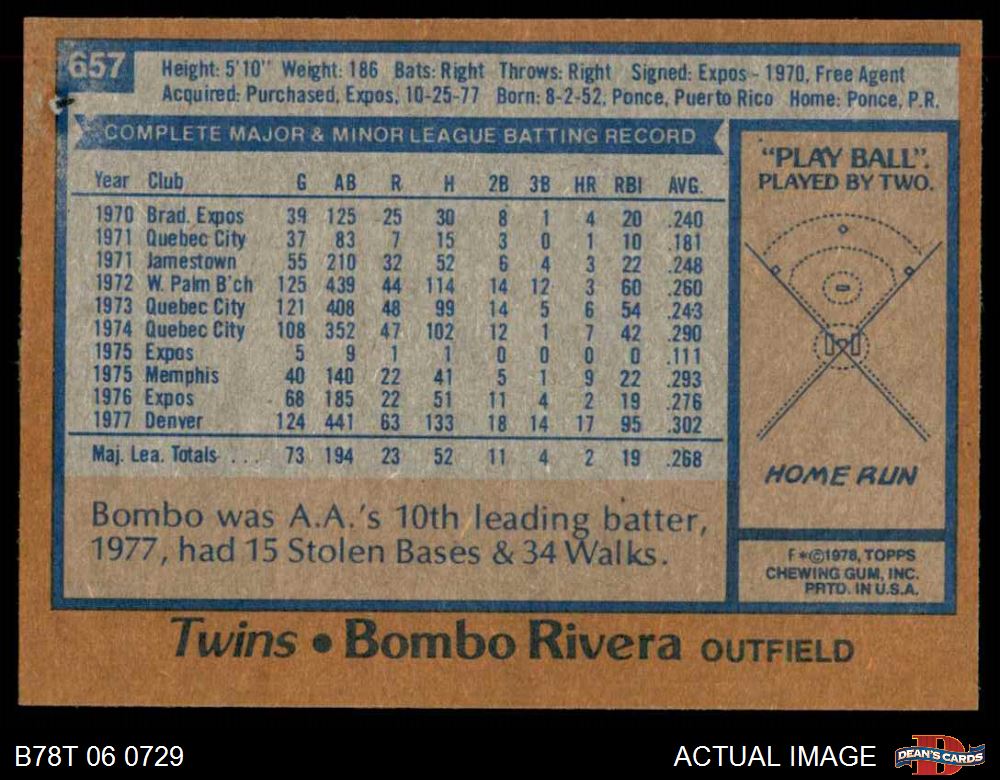 657
Height: 5'10" Weight: 186 Bats: Right Throws: Right Signed: Expos - 1970, Free Agent
Acquired: Purchased, Expos, 10-25-77 Born: 8-2-52, Ponce, Puerto Rico Home: Ponce, P.R.
COMPLETE MAJOR & MINOR LEAGUE BATTING RECORD
Year Club G AB R H 2B 3B HR RBI AVG.
1970 Brad. Expos 39 125 25 30 8 1 4 20 .240
1971 Quebec City 37 83 7 15 3 0 1 10 .181
1971 Jamestown 55 210 32 52 6 4 3 22 .248
1972 W. Palm B'ch 125 439 44 114 14 12 3 60 .260
1973 Quebec City 121 408 48 99 14 5 6 54 .243
1974 Quebec City 108 352 47 102 12 1 7 42 .290
1975 Expos 5 9 1 1 0 0 0 0 .111
1975 Memphis 40 140 22 41 5 1 9 22 .293
1976 Expos 68 185 22 51 11 4 2 19 .276
1977 Denver 124 441 63 133 18 14 17 95 .302
Maj. Lea. Totals . . . 73 194 23 52 11 4 2 19 .268
Bombo was A.A.'s 10th leading batter,
1977, had 15 Stolen Bases & 34 Walks.
"PLAY BALL".
PLAYED BY TWO.
HOME RUN
F*©1978, TOPPS
CHEWING GUM, INC.
PRTD. IN U.S.A.
Twins • Bombo Rivera OUTFIELD
B78T 06 0729
ACTUAL IMAGE
DEAN'S CARDS